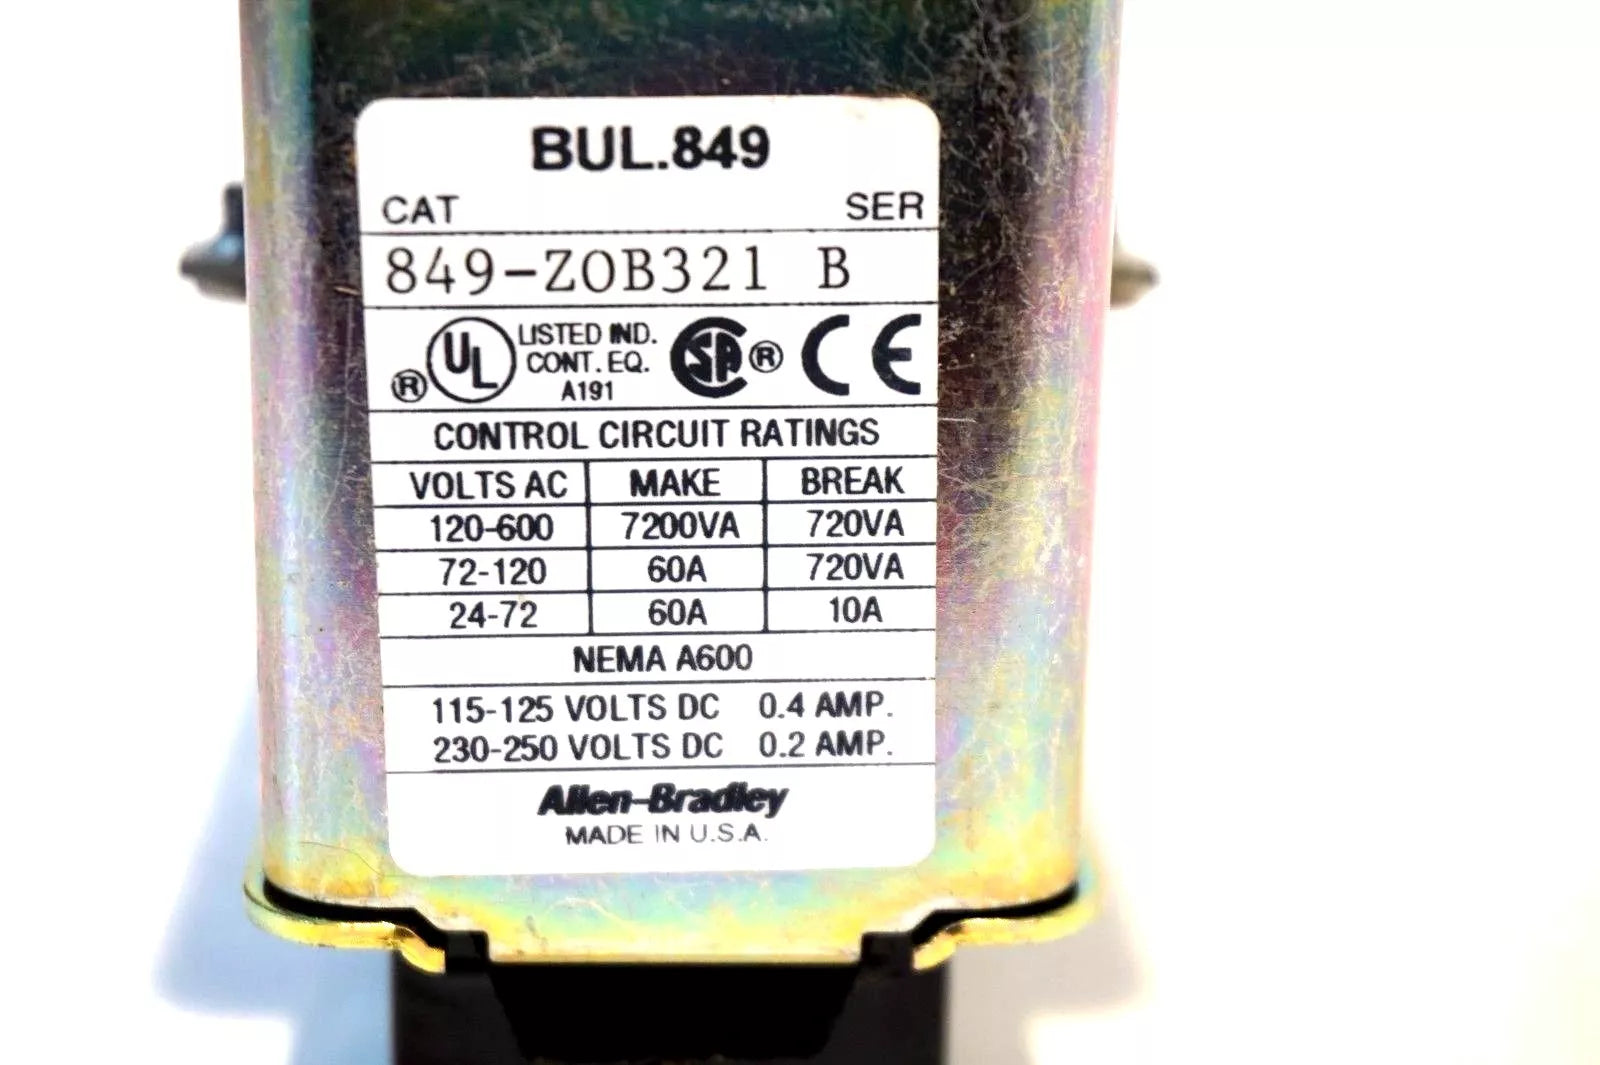 BUL.849
CAT SER
849-ZOB321 B
® UL LISTED IND. CONT. EQ. A191 SA ® CE
CONTROL CIRCUIT RATINGS
VOLTS AC MAKE BREAK
120-600 7200VA 720VA
72-120 60A 720VA
24-72 60A 10A
NEMA A600
115-125 VOLTS DC 0.4 AMP.
230-250 VOLTS DC 0.2 AMP.
Allen-Bradley
MADE IN U.S.A.